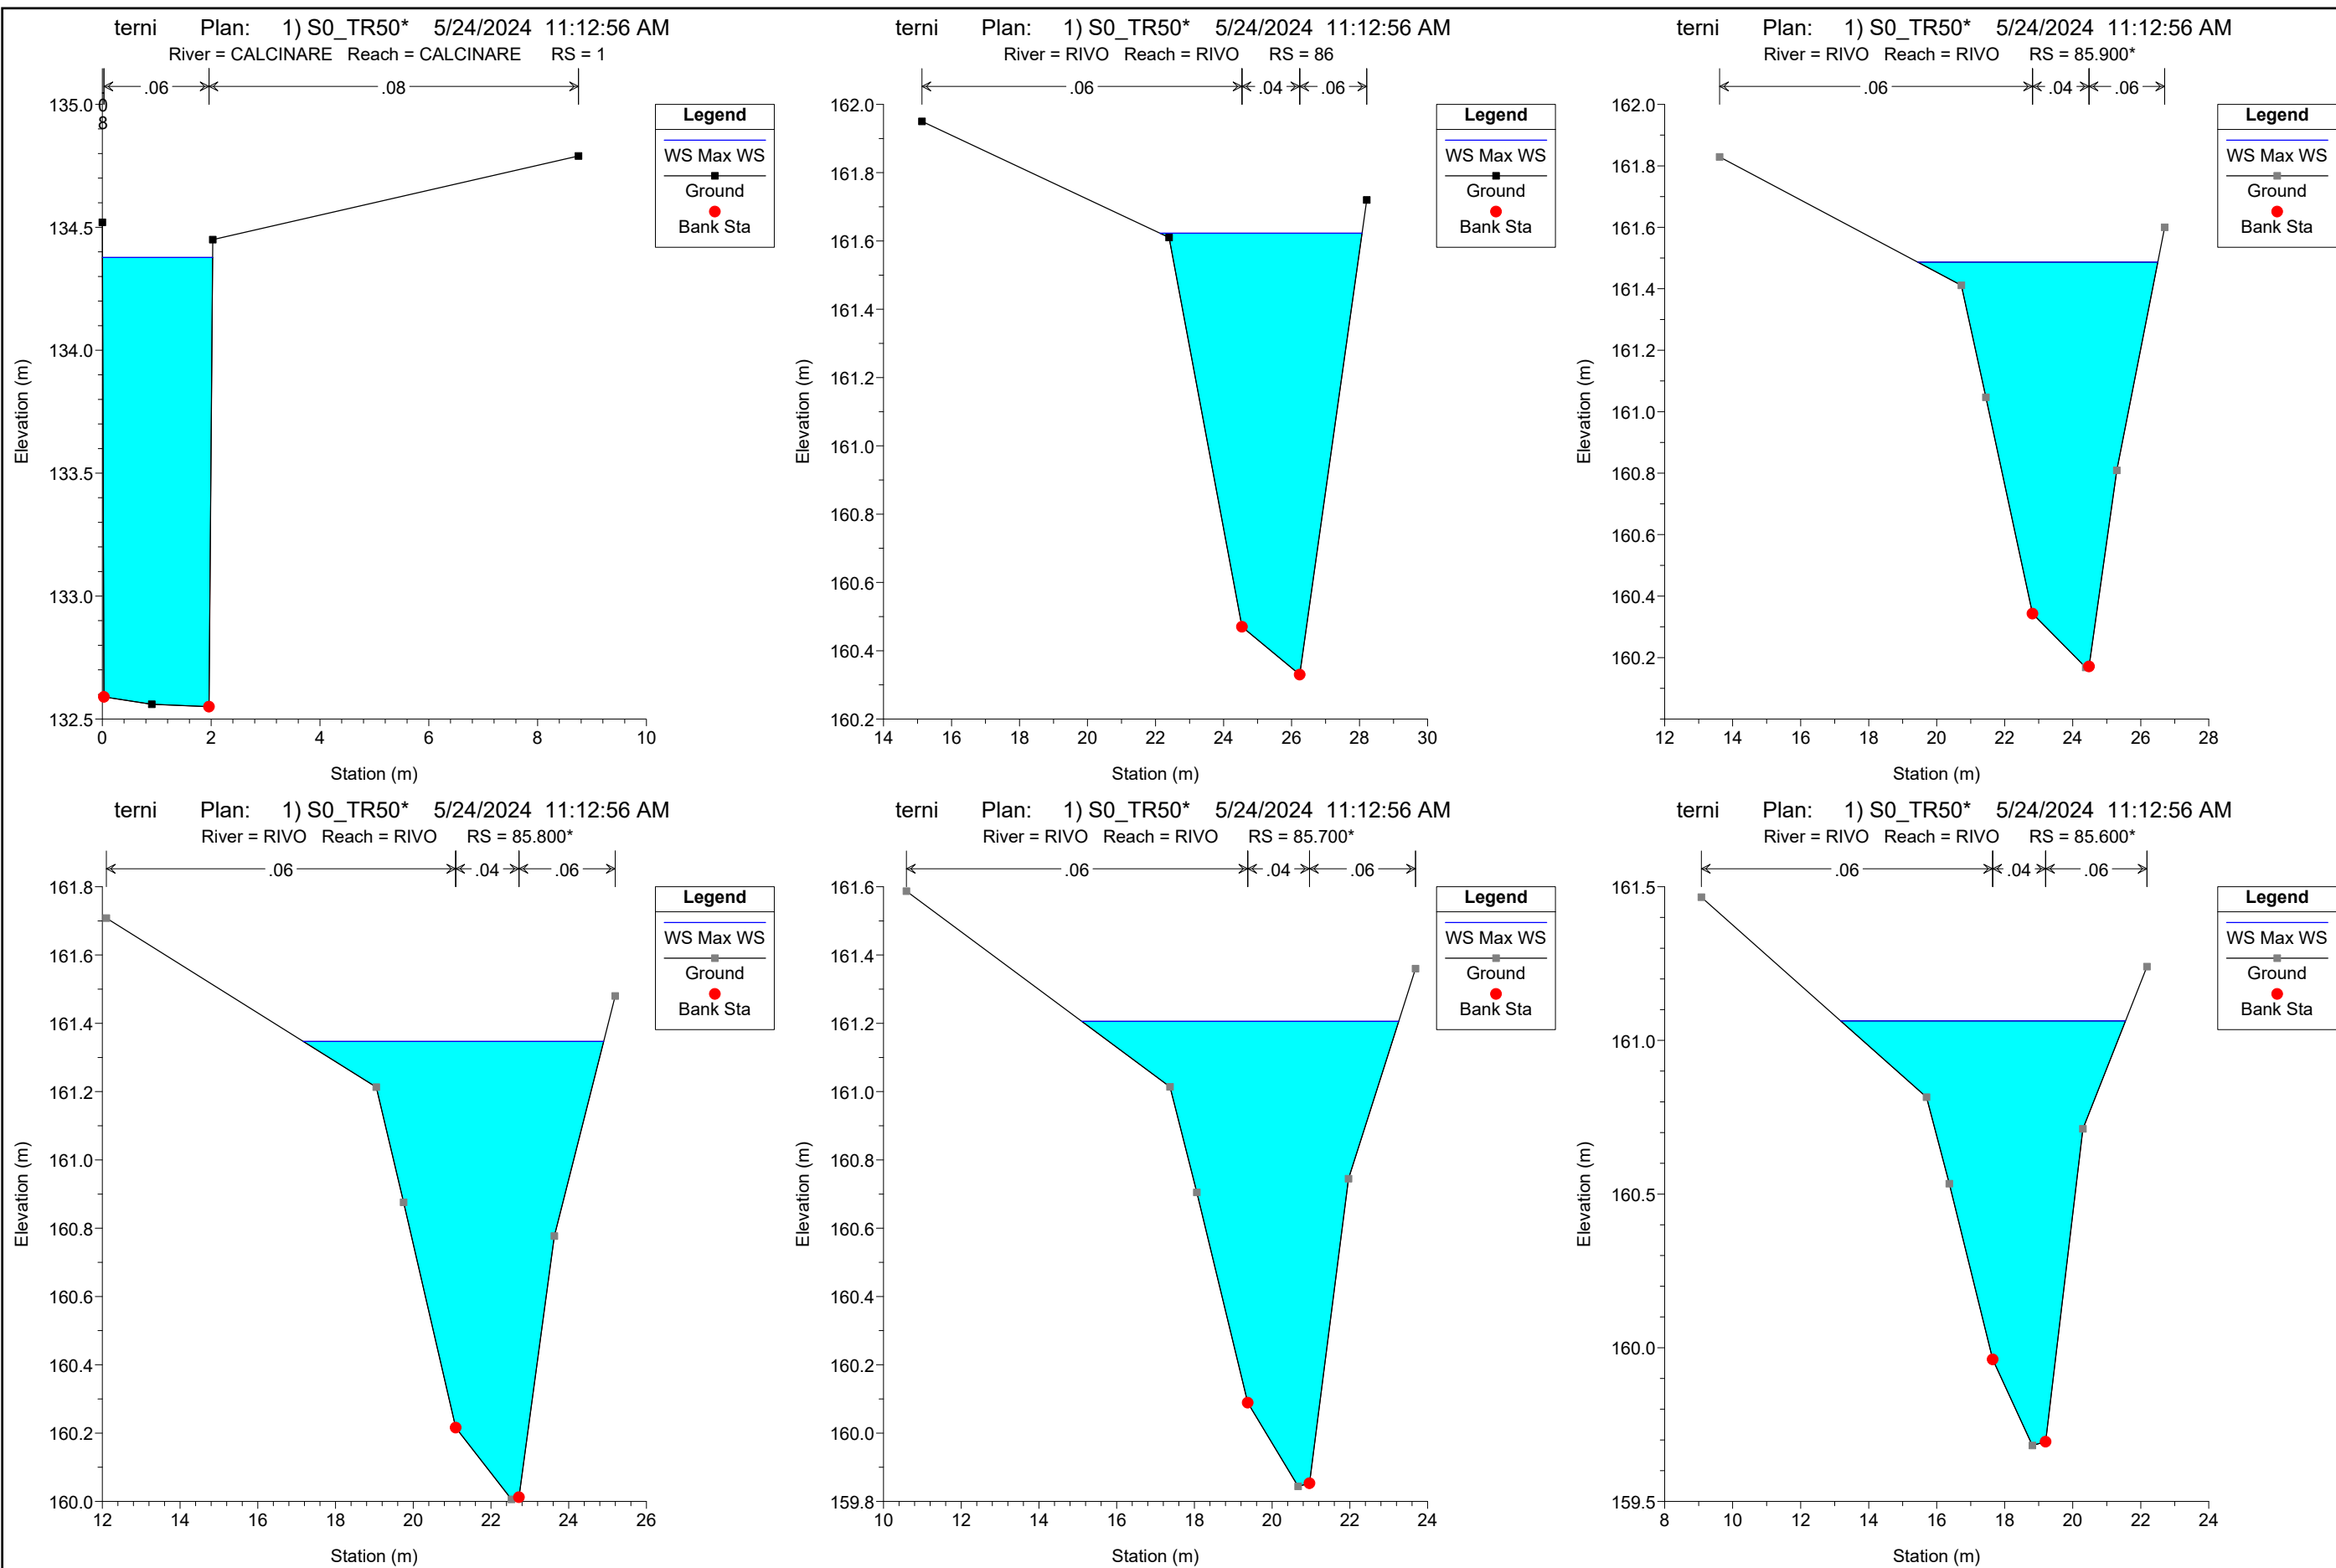 terni Plan: 1) S0_TR50* 5/24/2024 11:12:56 AM
River = CALCINARE Reach = CALCINARE RS = 1
.06 .08
0
8
135.0
134.5
134.0
133.5
133.0
132.5
0 2 4 6 8 10
Station (m)
Elevation (m)
Legend
WS Max WS
Ground
Bank Sta
terni Plan: 1) S0_TR50* 5/24/2024 11:12:56 AM
River = RIVO Reach = RIVO RS = 86
.06 .04 .06
162.0
161.8
161.6
161.4
161.2
161.0
160.8
160.6
160.4
160.2
14 16 18 20 22 24 26 28 30
Station (m)
Elevation (m)
Legend
WS Max WS
Ground
Bank Sta
terni Plan: 1) S0_TR50* 5/24/2024 11:12:56 AM
River = RIVO Reach = RIVO RS = 85.900*
.06 .04 .06
162.0
161.8
161.6
161.4
161.2
161.0
160.8
160.6
160.4
160.2
12 14 16 18 20 22 24 26 28
Station (m)
Elevation (m)
Legend
WS Max WS
Ground
Bank Sta
terni Plan: 1) S0_TR50* 5/24/2024 11:12:56 AM
River = RIVO Reach = RIVO RS = 85.800*
.06 .04 .06
161.8
161.6
161.4
161.2
161.0
160.8
160.6
160.4
160.2
160.0
12 14 16 18 20 22 24 26
Station (m)
Elevation (m)
Legend
WS Max WS
Ground
Bank Sta
terni Plan: 1) S0_TR50* 5/24/2024 11:12:56 AM
River = RIVO Reach = RIVO RS = 85.700*
.06 .04 .06
161.6
161.4
161.2
161.0
160.8
160.6
160.4
160.2
160.0
159.8
10 12 14 16 18 20 22 24
Station (m)
Elevation (m)
Legend
WS Max WS
Ground
Bank Sta
terni Plan: 1) S0_TR50* 5/24/2024 11:12:56 AM
River = RIVO Reach = RIVO RS = 85.600*
.06 .04 .06
161.5
161.0
160.5
160.0
159.5
8 10 12 14 16 18 20 22 24
Station (m)
Elevation (m)
Legend
WS Max WS
Ground
Bank Sta